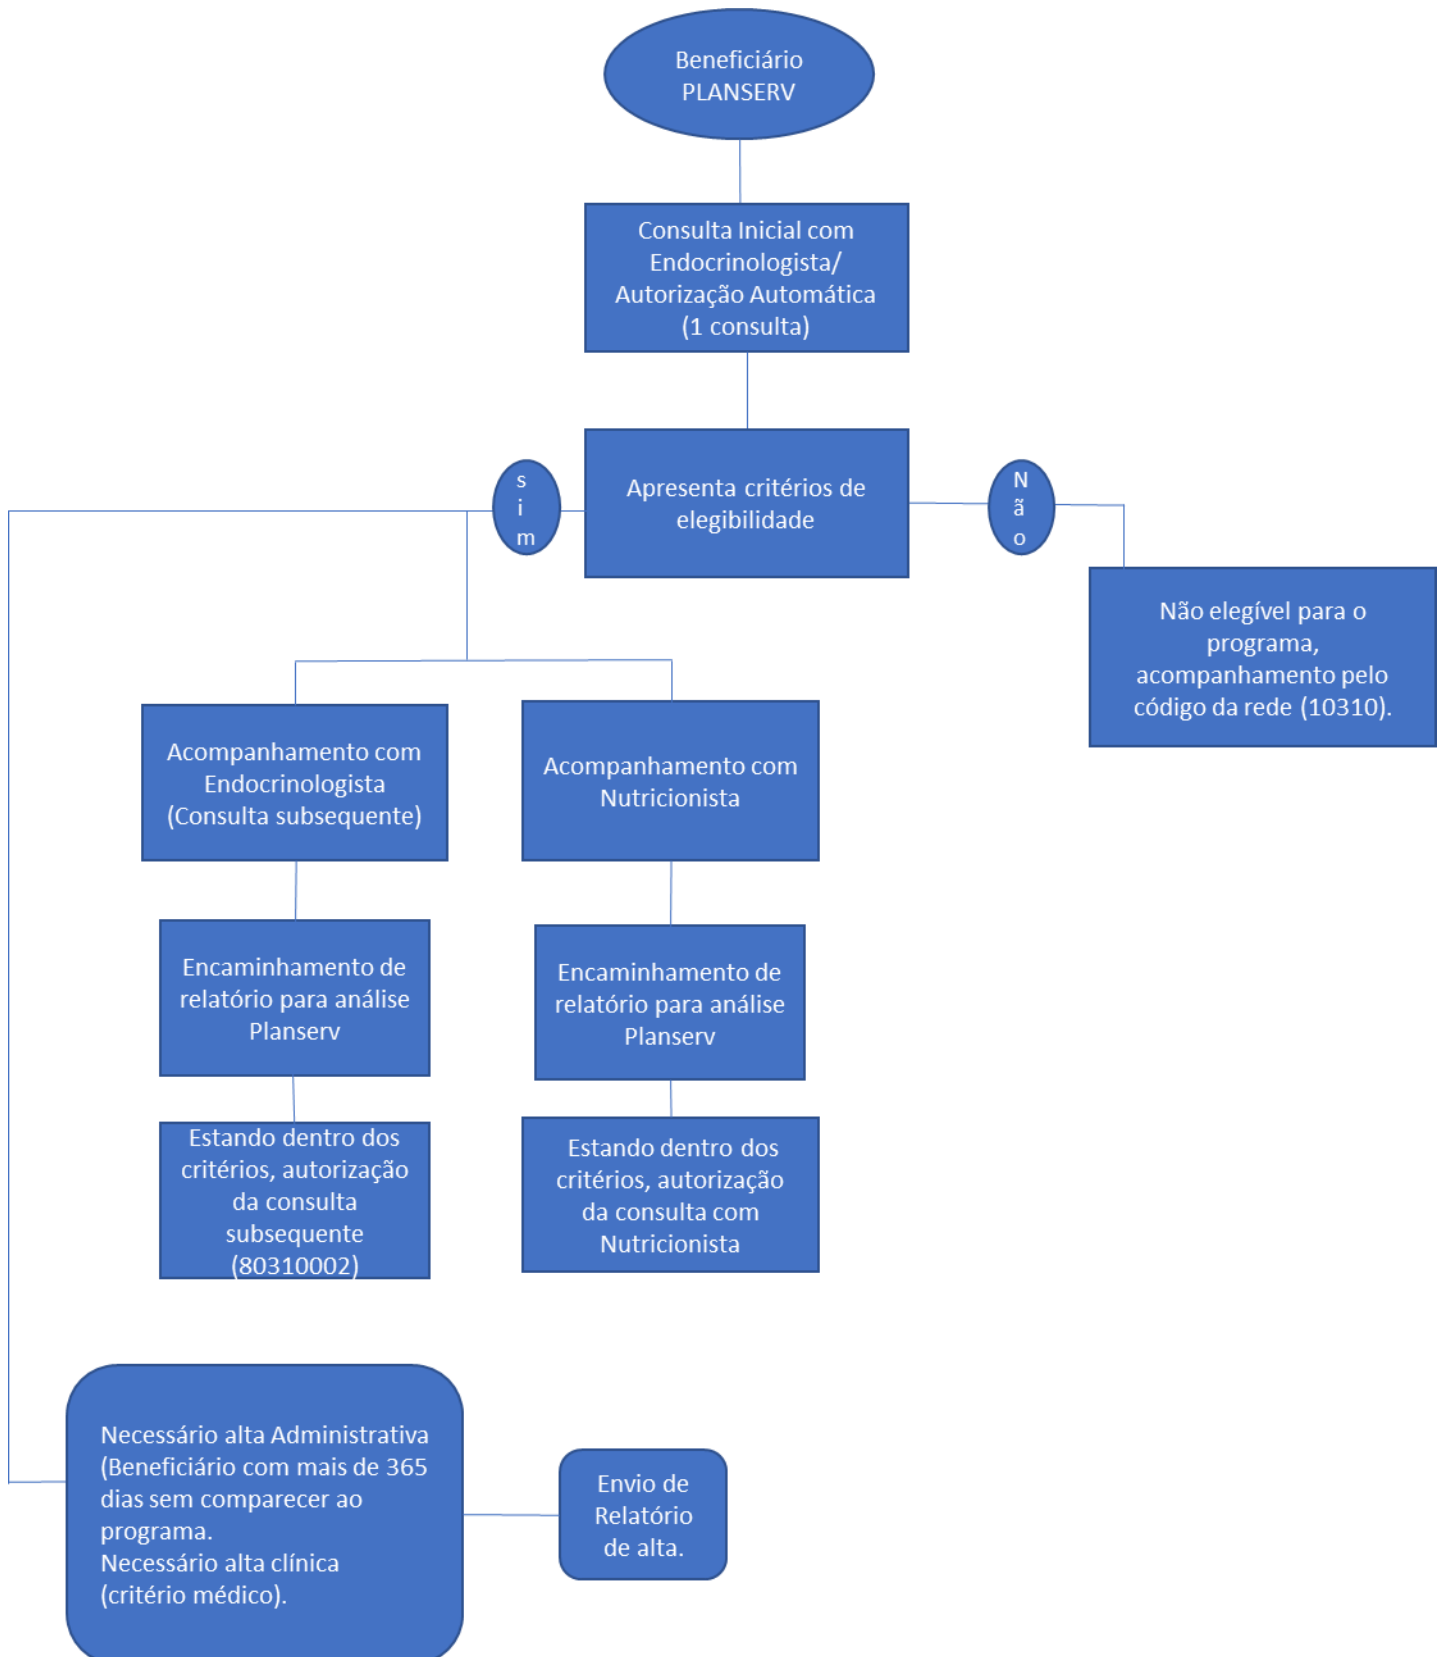 Beneficiário
PLANSERV
Consulta Inicial com
Endocrinologista/
Autorização Automática
(1 consulta)
Apresenta critérios de
elegibilidade
s
i
m
N
ã
o
Não elegível para o
programa,
acompanhamento pelo
código da rede (10310).
Acompanhamento com
Endocrinologista
(Consulta subsequente)
Acompanhamento com
Nutricionista
Encaminhamento de
relatório para análise
Planserv
Encaminhamento de
relatório para análise
Planserv
Estando dentro dos
critérios, autorização
da consulta
subsequente
(80310002)
Estando dentro dos
critérios, autorização
da consulta com
Nutricionista
Necessário alta Administrativa
(Beneficiário com mais de 365
dias sem comparecer ao
programa.
Necessário alta clínica
(critério médico).
Envio de
Relatório
de alta.